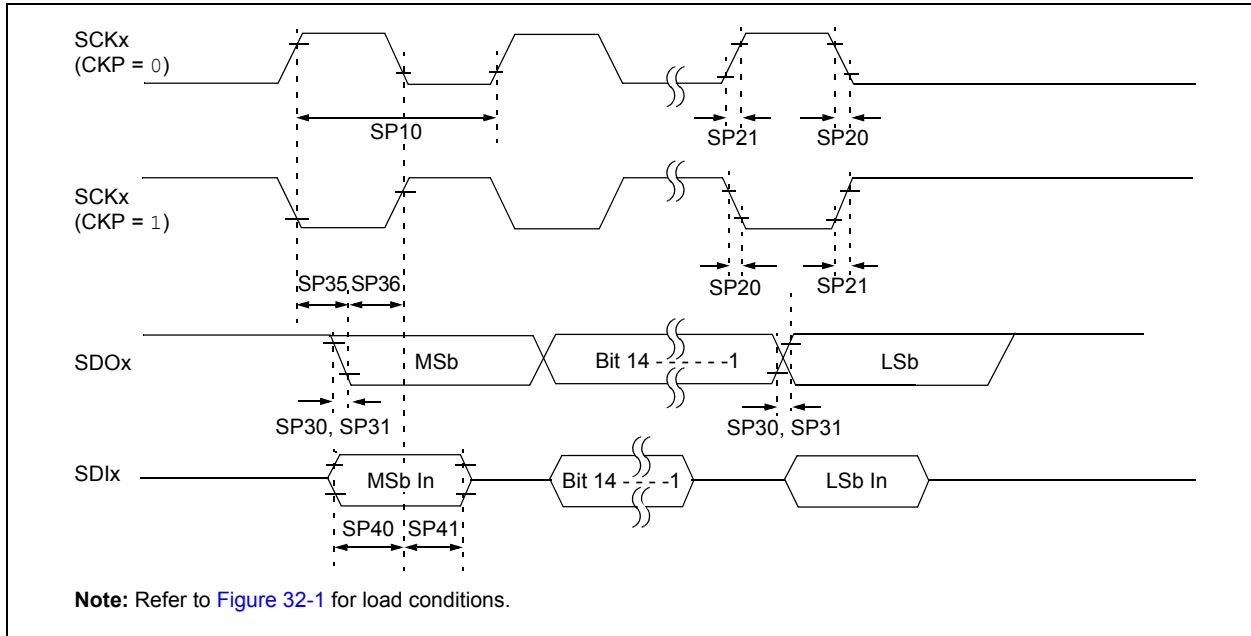 SCKx
(CKP = 0)
SP10
SP21
SP20
SCKx
(CKP = 1)
SP35
SP36
SP20
SP21
SDOx
MSb
Bit 14 - - - - - -1
LSb
SP30, SP31
SP30, SP31
SDIx
MSb In
Bit 14 - - - -1
LSb In
SP40
SP41
Note: Refer to Figure 32-1 for load conditions.